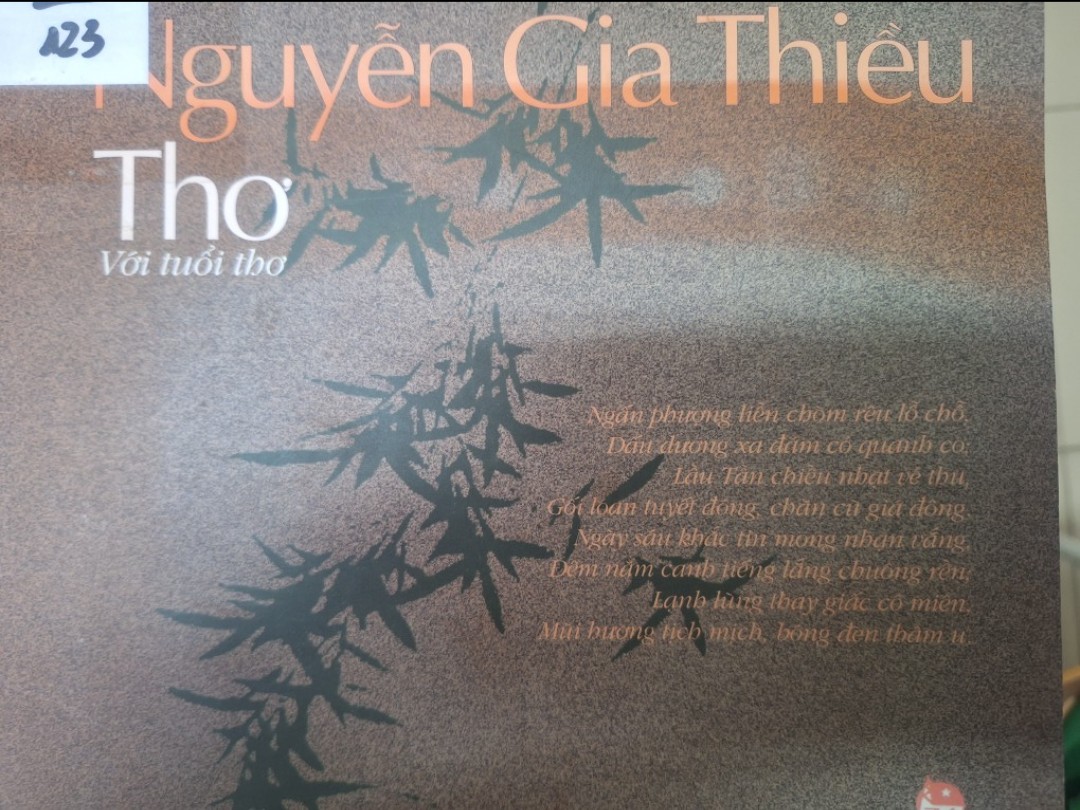 123
Nguyễn Gia Thiều
Thơ
Với tuổi thơ
Ngấn phượng liễn chòm rêu lỗ chỗ,
Dấu dương xa đám cỏ quanh co;
Lầu Tần chiều nhạt vẻ thu,
Gối loan tuyết đóng, chăn cù giá đông.
Ngày sáu khắc tin mong nhạn vắng,
Đêm năm canh tiếng lắng chuông rền;
Lạnh lùng thay giấc cô miên,
Mùi hương tịch mịch, bóng đèn thâm u.